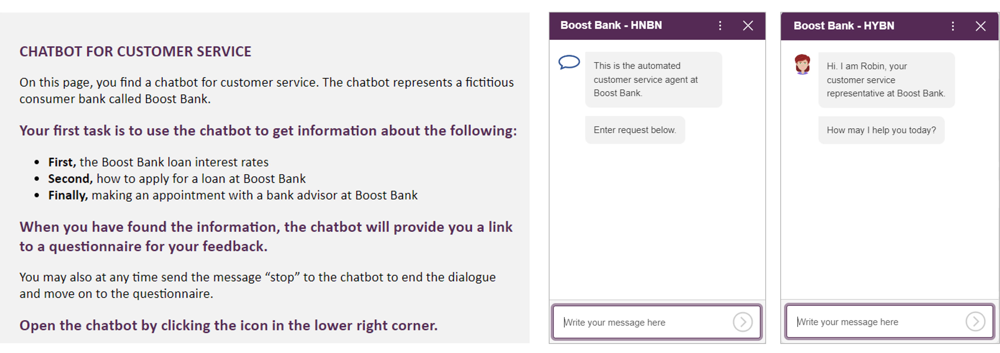 CHATBOT FOR CUSTOMER SERVICE
On this page, you find a chatbot for customer service. The chatbot represents a fictitious
consumer bank called Boost Bank.
Your first task is to use the chatbot to get information about the following:
• First, the Boost Bank loan interest rates
• Second, how to apply for a loan at Boost Bank
• Finally, making an appointment with a bank advisor at Boost Bank
When you have found the information, the chatbot will provide you a link
to a questionnaire for your feedback.
You may also at any time send the message “stop” to the chatbot to end the dialogue
and move on to the questionnaire.
Open the chatbot by clicking the icon in the lower right corner.
Boost Bank - HNBN
This is the automated
customer service agent at
Boost Bank.
Enter request below.
Write your message here
Boost Bank - HYBN
Hi. I am Robin, your
customer service
representative at Boost Bank.
How may I help you today?
Write your message here